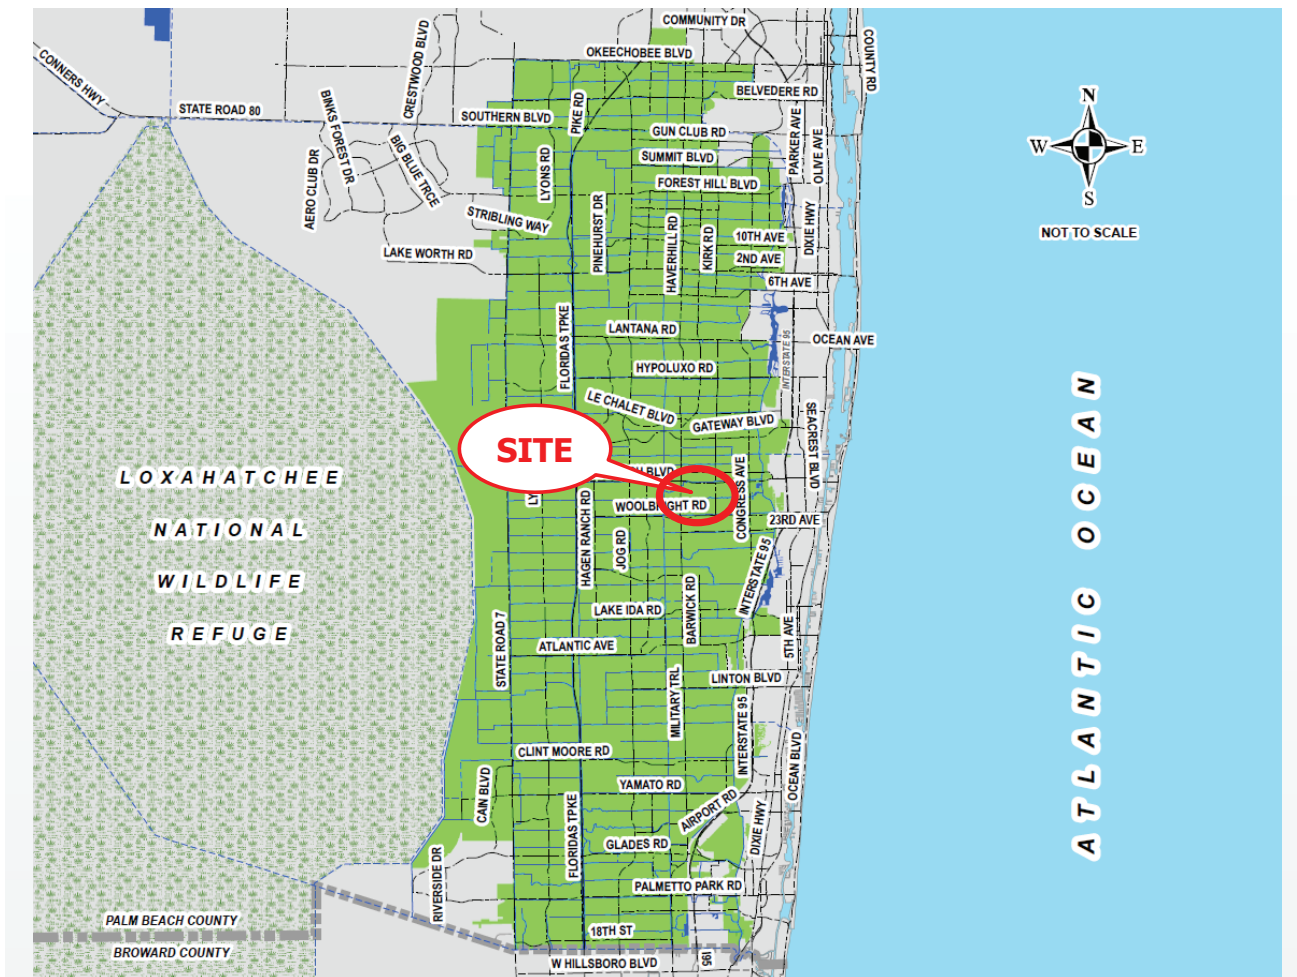 COMMUNITY DR
OKEECHOBEE BLVD
COUNTY RD
CONNERS HWY
CRESTWOOD BLVD
BELVEDERE RD
STATE ROAD 80
BINKS FOREST DR
SOUTHERN BLVD
PIKE RD
GUN CLUB RD
PARKER AVE
OLIVE AVE
N
W
E
S
NOT TO SCALE
AERO CLUB DR
BIG BLUE TRCE
LYONS RD
SUMMIT BLVD
FOREST HILL BLVD
STRIBLING WAY
PINEHURST DR
HAVERHILL RD
KIRK RD
10TH AVE
DIXIE HWY
LAKE WORTH RD
2ND AVE
6TH AVE
FLORIDAS TPKE
LANTANA RD
INTERSTATE 95
OCEAN AVE
HYPOLUXO RD
LE CHALET BLVD
GATEWAY BLVD
SEACREST BLVD
SITE
BLVD
LY
HAGEN RANCH RD
WOOLBRIGHT RD
CONGRESS AVE
23RD AVE
LOXAHATCHEE
NATIONAL
WILDLIFE
REFUGE
ATLANTIC OCEAN
JOG RD
INTERSTATE 95
LAKE IDA RD
BARWICK RD
STATE ROAD 7
ATLANTIC AVE
5TH AVE
LINTON BLVD
MILITARY TRL
INTERSTATE 95
CLINT MOORE RD
OCEAN BLVD
CAIN BLVD
YAMATO RD
FLORIDAS TPKE
AIRPORT RD
DIXIE HWY
GLADES RD
RIVERSIDE DR
PALMETTO PARK RD
PALM BEACH COUNTY
18TH ST
BROWARD COUNTY
W HILLSBORO BLVD
I95